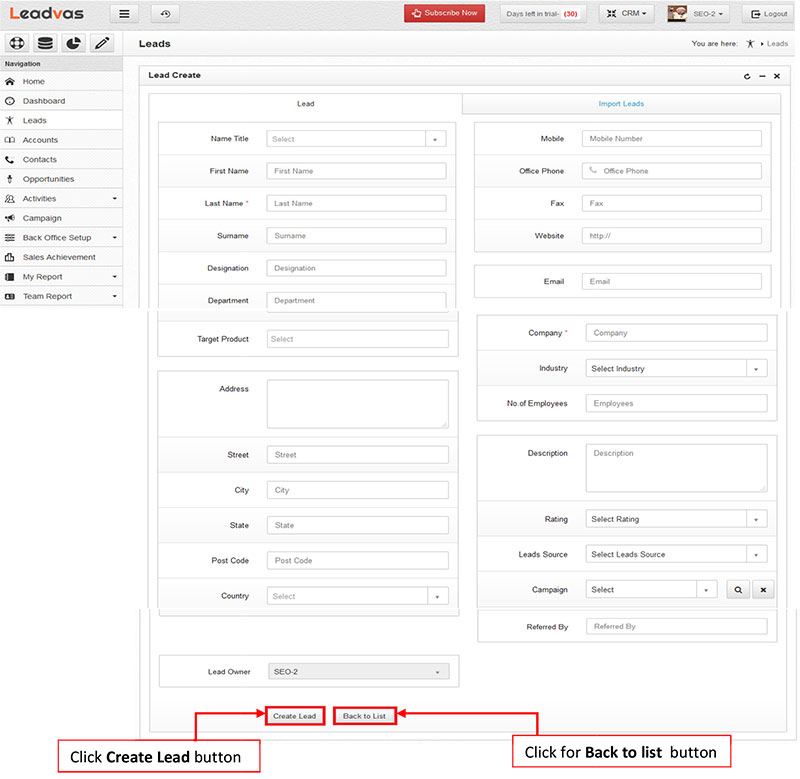 Leadvas
Subscribe Now
Days left in trial- (30)
CRM
SEO-2
Logout
Leads
You are here:
Leads
Navigation
Home
Dashboard
Leads
Accounts
Contacts
Opportunities
Activities
Campaign
Back Office Setup
Sales Achievement
My Report
Team Report
Lead Create
Lead
Import Leads
Name Title Select
First Name First Name
Last Name * Last Name
Surname Surname
Designation Designation
Department Department
Target Product Select
Address
Street Street
City City
State State
Post Code Post Code
Country Select
Lead Owner SEO-2
Mobile Mobile Number
Office Phone Office Phone
Fax Fax
Website http://
Email Email
Company * Company
Industry Select Industry
No.of Employees Employees
Description Description
Rating Select Rating
Leads Source Select Leads Source
Campaign Select
Referred By Referred By
Create Lead
Back to List
Click Create Lead button
Click for Back to list button